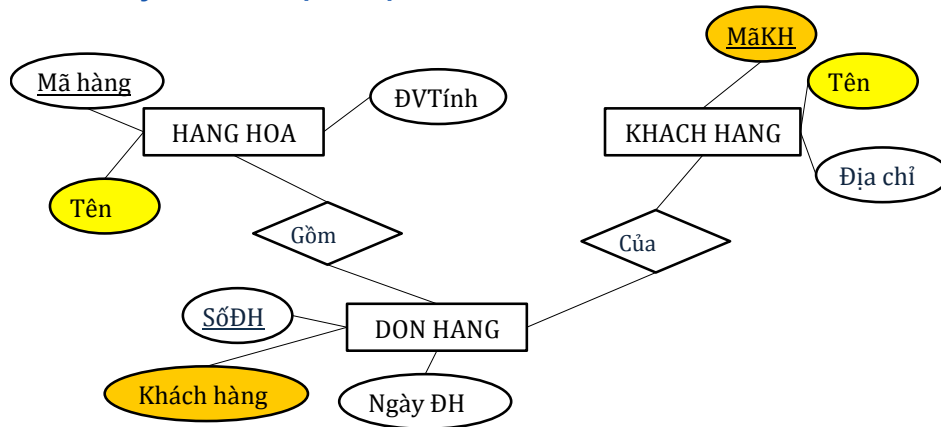 MãKH
Mã hàng
ĐVTính
Tên
HANG HOA
KHACH HANG
Địa chỉ
Tên
Gồm
Của
SốĐH
DON HANG
Khách hàng
Ngày ĐH